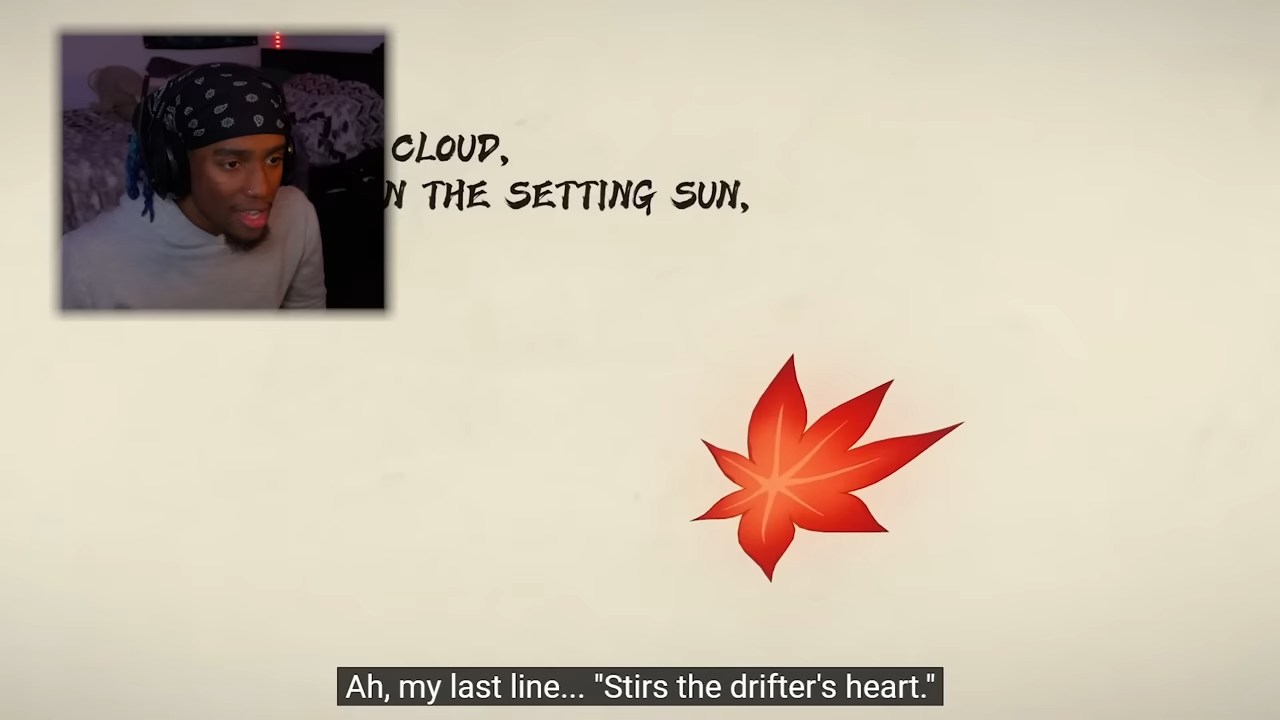 CLOUD,
N THE SETTING SUN,
Ah, my last line... "Stirs the drifter's heart."